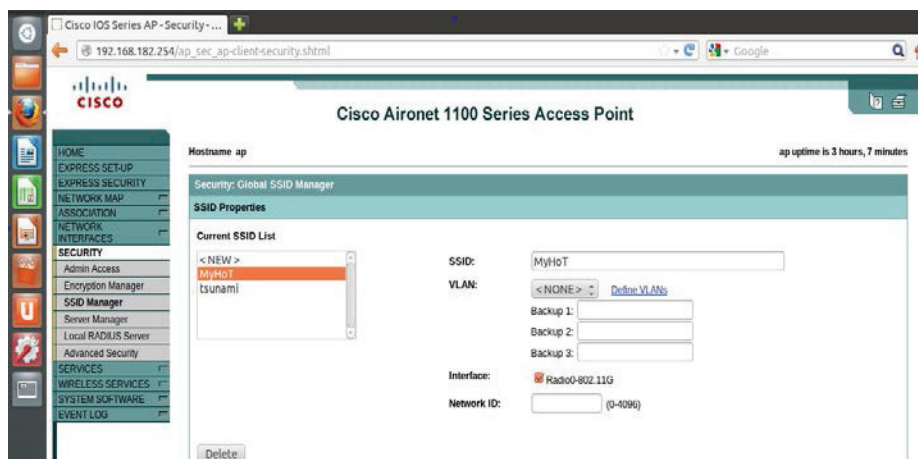 Cisco IOS Series AP - Security - ...
192.168.182.254/ap_sec_ap-client-security.shtml
Google
CISCO
Cisco Aironet 1100 Series Access Point
HOME
EXPRESS SET-UP
EXPRESS SECURITY
NETWORK MAP
ASSOCIATION
NETWORK INTERFACES
SECURITY
Admin Access
Encryption Manager
SSID Manager
Server Manager
Local RADIUS Server
Advanced Security
SERVICES
WIRELESS SERVICES
SYSTEM SOFTWARE
EVENT LOG
Hostname ap
ap uptime is 3 hours, 7 minutes
Security: Global SSID Manager
SSID Properties
Current SSID List
< NEW >
MyHoT
tsunami
Delete
SSID: MyHoT
VLAN: < NONE > Define VLANs
Backup 1:
Backup 2:
Backup 3:
Interface: Radio0-802.11G
Network ID: (0-4096)